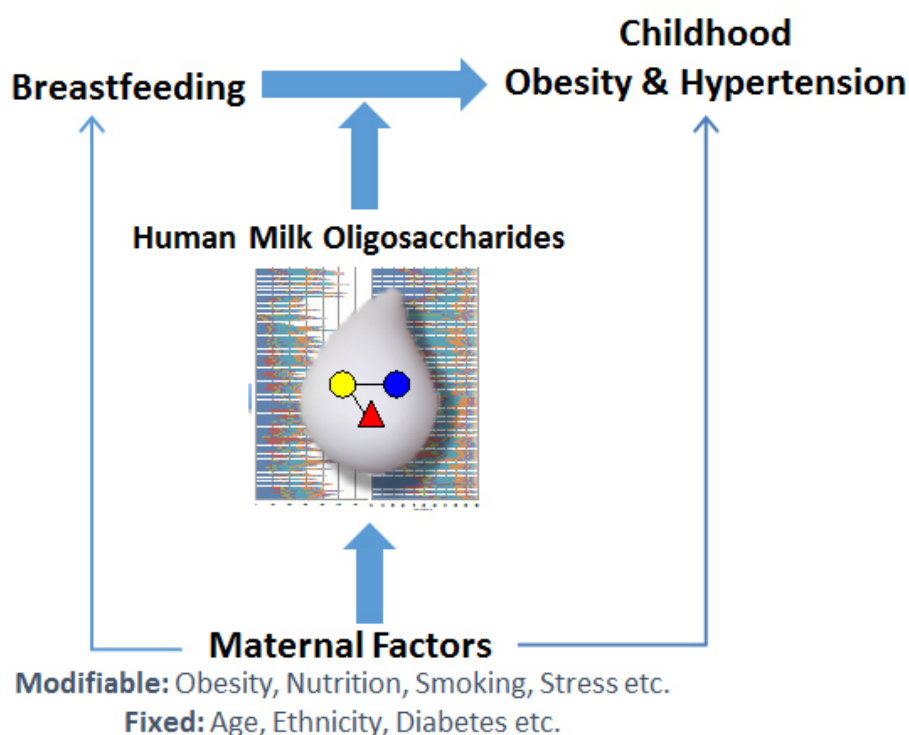 Childhood
Breastfeeding
Obesity & Hypertension
Human Milk Oligosaccharides
Maternal Factors
Modifiable: Obesity, Nutrition, Smoking, Stress etc.
Fixed: Age, Ethnicity, Diabetes etc.